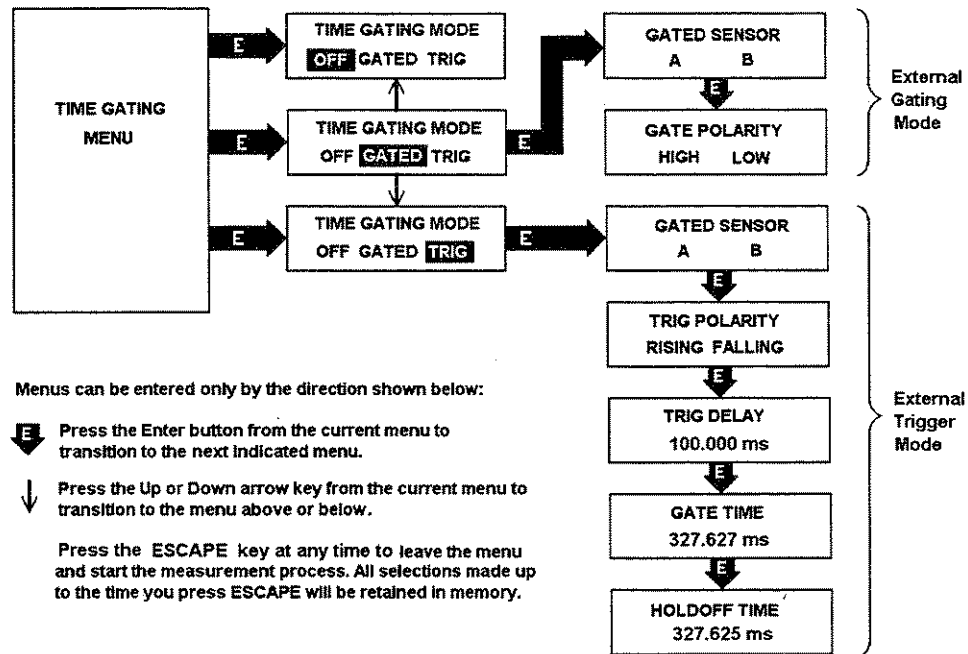 TIME GATING
MENU
E
TIME GATING MODE
OFF GATED TRIG
E
TIME GATING MODE
OFF GATED TRIG
E
TIME GATING MODE
OFF GATED TRIG
E
GATED SENSOR
A B
E
GATE POLARITY
HIGH LOW
External
Gating
Mode
E
GATED SENSOR
A B
E
TRIG POLARITY
RISING FALLING
E
TRIG DELAY
100.000 ms
E
GATE TIME
327.627 ms
E
HOLDOFF TIME
327.625 ms
External
Trigger
Mode
Menus can be entered only by the direction shown below:
E
Press the Enter button from the current menu to
transition to the next indicated menu.
Press the Up or Down arrow key from the current menu to
transition to the menu above or below.
Press the ESCAPE key at any time to leave the menu
and start the measurement process. All selections made up
to the time you press ESCAPE will be retained in memory.